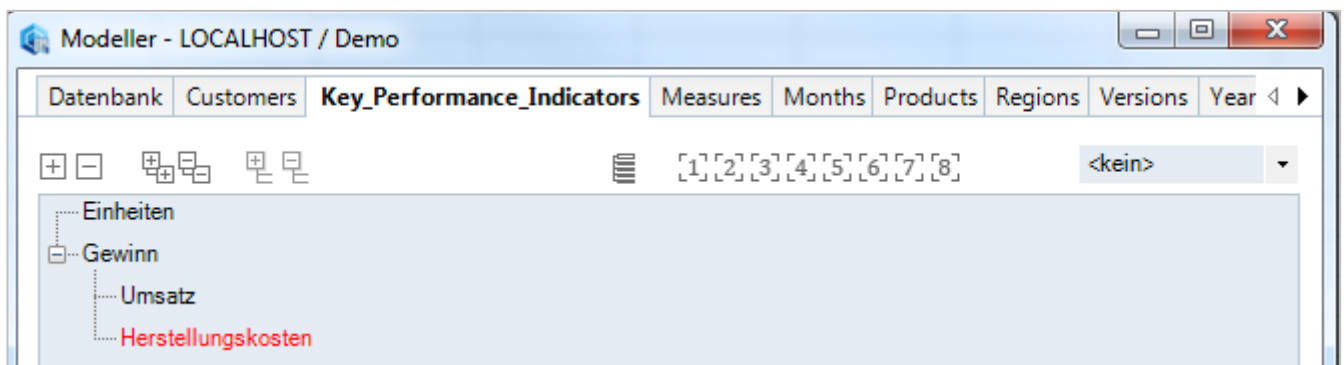 Modeller - LOCALHOST / Demo
Datenbank Customers Key_Performance_Indicators Measures Months Products Regions Versions Year
[1] [2] [3] [4] [5] [6] [7] [8] <kein>
Einheiten
Gewinn
Umsatz
Herstellungskosten